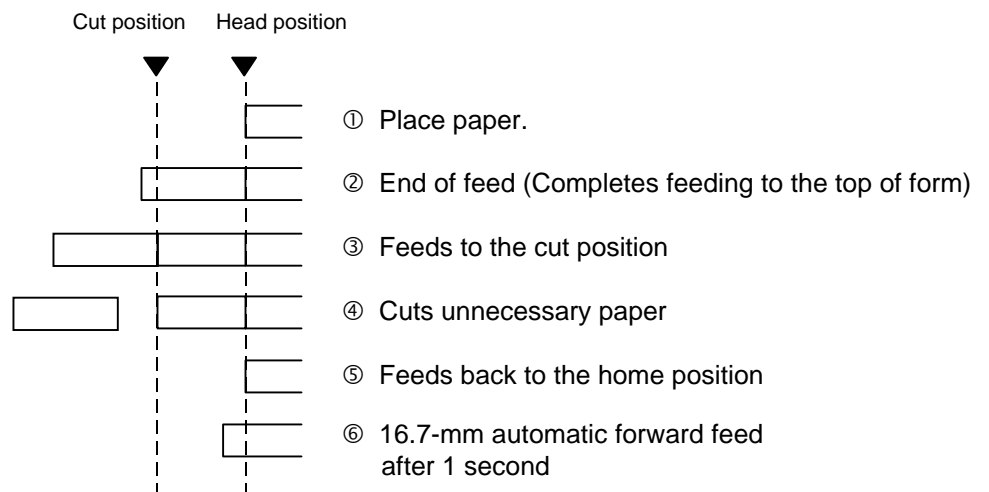 Cut position Head position
① Place paper.
② End of feed (Completes feeding to the top of form)
③ Feeds to the cut position
④ Cuts unnecessary paper
⑤ Feeds back to the home position
⑥ 16.7-mm automatic forward feed
after 1 second